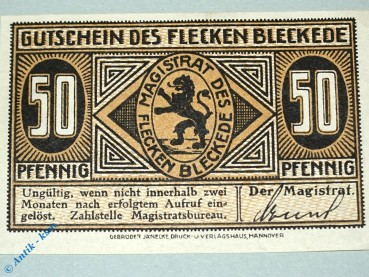 GUTSCHEIN DES FLECKEN BLECKEDE
50 MAGISTRAT DES FLECKEN BLECKEDE 50
PFENNIG PFENNIG
Ungültig, wenn nicht innerhalb zwei
Monaten nach erfolgtem Aufruf ein-
gelöst. Zahlstelle Magistratsbureau.
Der Magistrat.
GEBRÜDER JÄNECKE, DRUCK- U. VERLAGSHAUS, HANNOVER
© Antik -